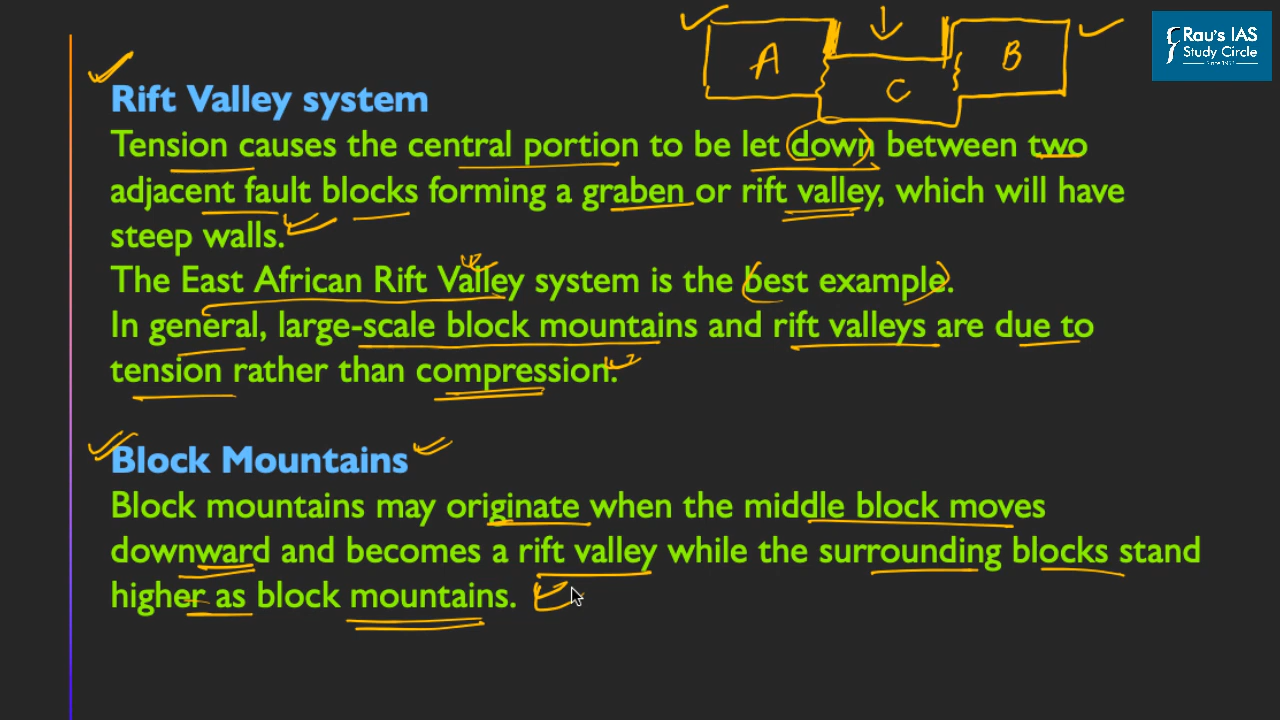 A
C
B
Rau's IAS
Study Circle
Since 1953
Rift Valley system
Tension causes the central portion to be let down between two
adjacent fault blocks forming a graben or rift valley, which will have
steep walls.
The East African Rift Valley system is the best example.
In general, large-scale block mountains and rift valleys are due to
tension rather than compression.
Block Mountains
Block mountains may originate when the middle block moves
downward and becomes a rift valley while the surrounding blocks stand
higher as block mountains.